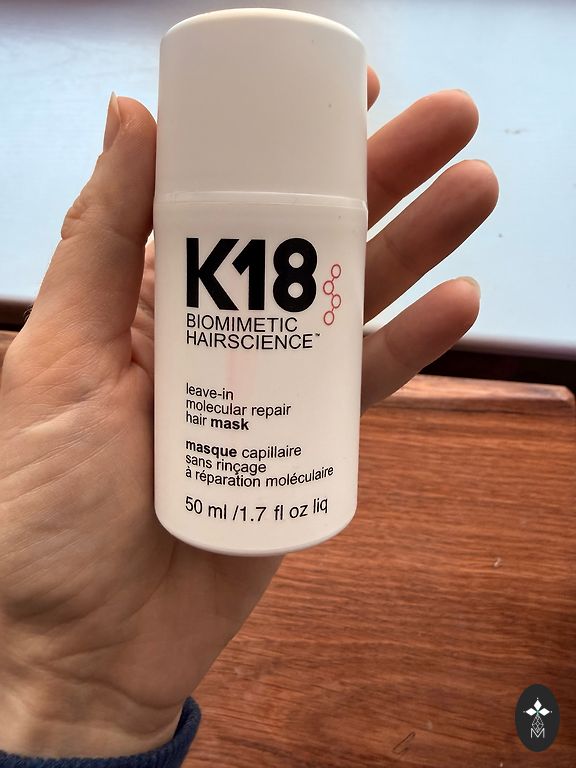 K18
BIOMIMETIC
HAIRSCIENCE™
leave-in
molecular repair
hair mask
masque capillaire
sans rinçage
à réparation moléculaire
50 ml /1.7 fl oz liq
M